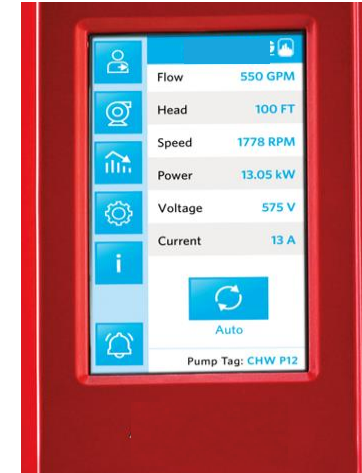 Flow 550 GPM
Head 100 FT
Speed 1778 RPM
Power 13.05 kW
Voltage 575 V
Current 13 A
i
Auto
Pump Tag: CHW P12